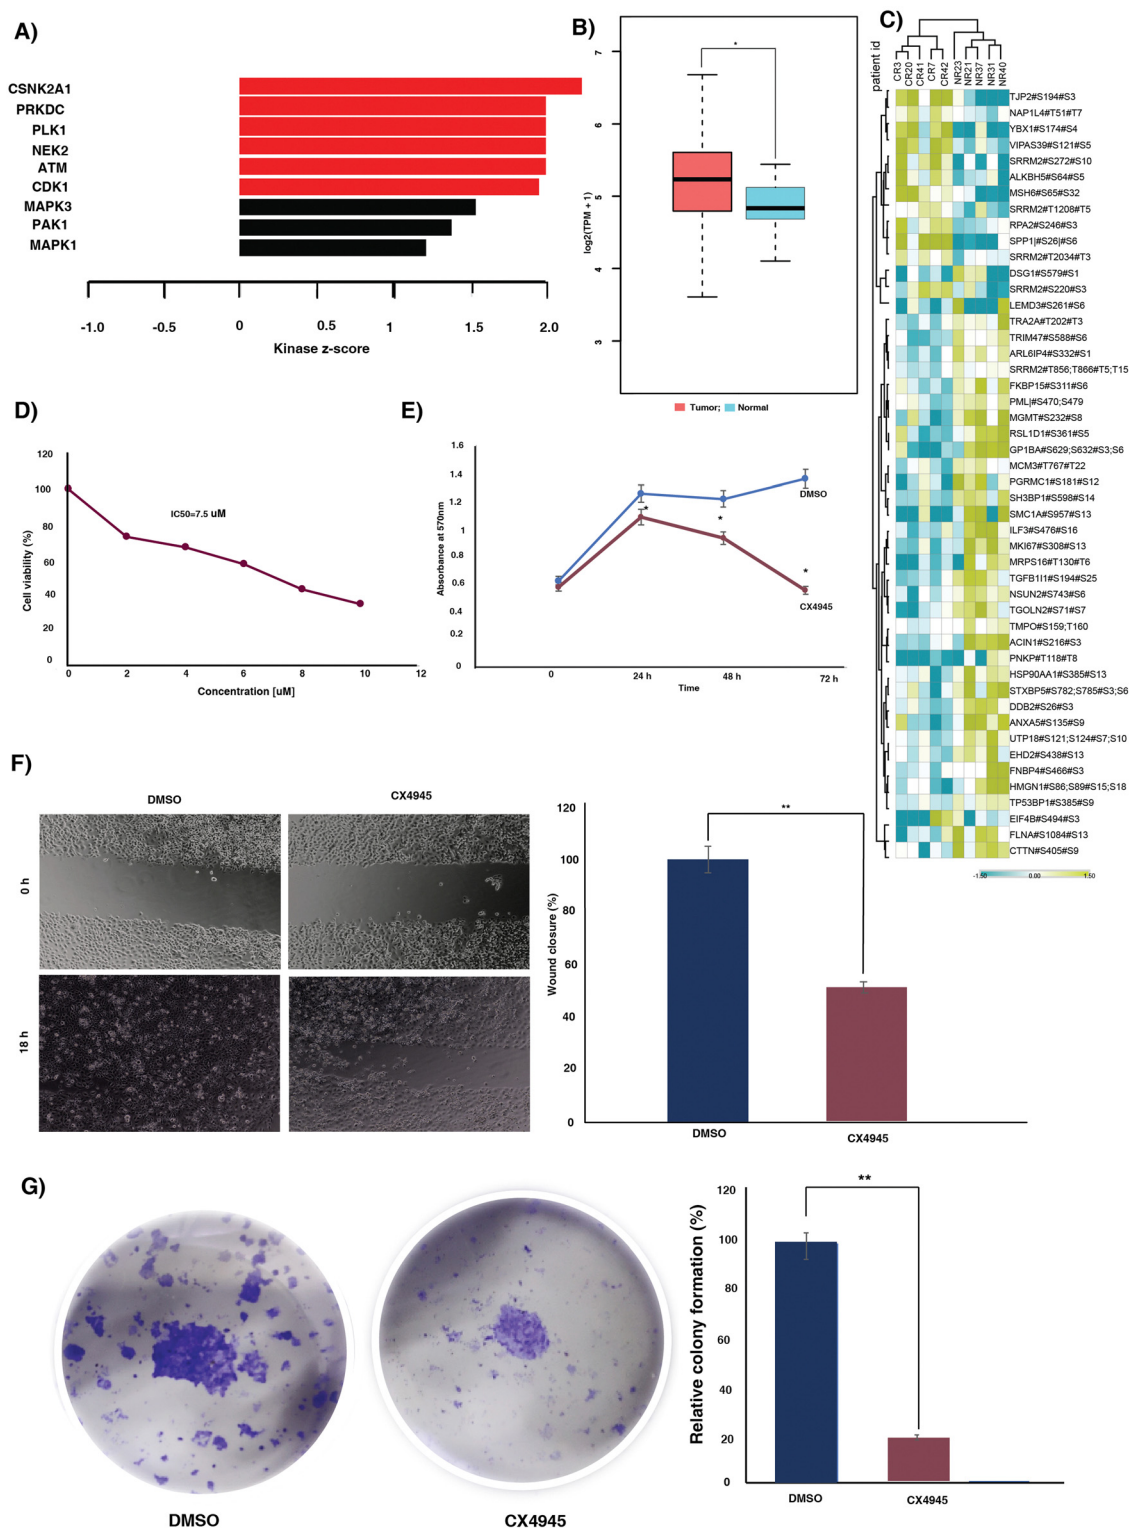 A)
CSNK2A1
PRKDC
PLK1
NEK2
ATM
CDK1
MAPK3
PAK1
MAPK1
-1.0 -0.5 0 0.5 1 1.5 2.0
Kinase z-score
B)
log2(TPM + 1)
7
6
5
4
3
*
Tumor; Normal
C)
patient id
CR3 CR20 CR41 CR7 CR42 NR23 NR21 NR37 NR31 NR40
TJP2#S194#S3
NAP1L4#T51#T7
YBX1#S174#S4
VIPAS39#S121#S5
SRRM2#S272#S10
ALKBH5#S64#S5
MSH6#S65#S32
SRRM2#T1208#T5
RPA2#S246#S3
SPP1|#S26|#S6
SRRM2#T2034#T3
DSG1#S579#S1
SRRM2#S220#S3
LEMD3#S261#S6
TRA2A#T202#T3
TRIM47#S588#S6
ARL6IP4#S332#S1
SRRM2#T856;T866#T5;T15
FKBP15#S311#S6
PML|#S470;S479
MGMT#S232#S8
RSL1D1#S361#S5
GP1BA#S629;S632#S3;S6
MCM3#T767#T22
PGRMC1#S181#S12
SH3BP1#S598#S14
SMC1A#S957#S13
ILF3#S476#S16
MKI67#S308#S13
MRPS16#T130#T6
TGFB1I1#S194#S25
NSUN2#S743#S6
TGOLN2#S71#S7
TMPO#S159;T160
ACIN1#S216#S3
PNKP#T118#T8
HSP90AA1#S385#S13
STXBP5#S782;S785#S3;S6
DDB2#S26#S3
ANXA5#S135#S9
UTP18#S121;S124#S7;S10
EHD2#S438#S13
FNBP4#S466#S3
HMGN1#S86;S89#S15;S18
TP53BP1#S385#S9
EIF4B#S494#S3
FLNA#S1084#S13
CTTN#S405#S9
-1.50 0.00 1.50
D)
Cell viability (%)
120
100
80
60
40
20
0
IC50=7.5 uM
0 2 4 6 8 10 12
Concentration [uM]
E)
Absorbance at 570nm
1.6
1.4
1.2
1
0.8
0.6
0.4
0.2
0
DMSO
*
*
*
CX4945
0 24 h 48 h 72 h
Time
F)
DMSO CX4945
0 h
18 h
Wound closure (%)
120
100
80
60
40
20
0
**
DMSO CX4945
G)
DMSO CX4945
Relative colony formation (%)
120
100
80
60
40
20
0
**
DMSO CX4945